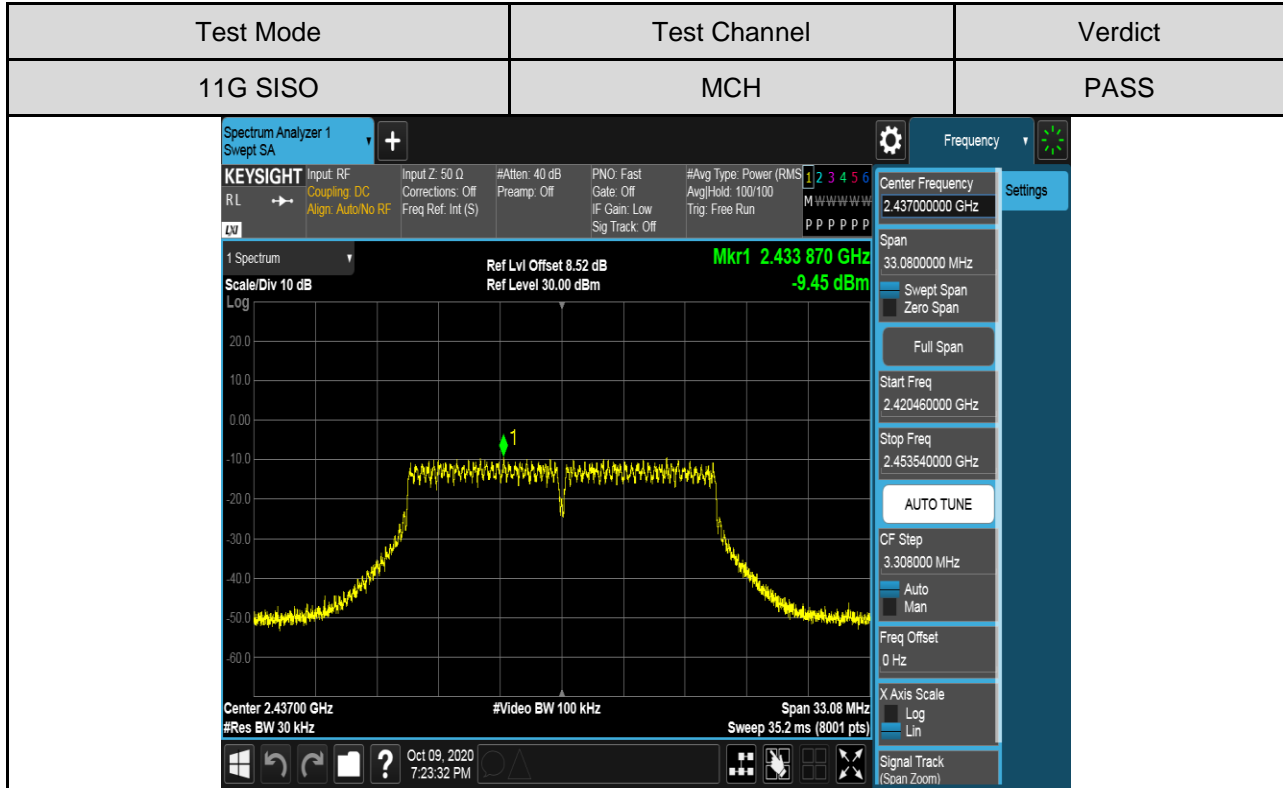 Test Mode Test Channel Verdict
11G SISO MCH PASS
Spectrum Analyzer 1
Swept SA
+
Frequency
KEYSIGHT Input: RF Input Z: 50 Ω #Atten: 40 dB PNO: Fast #Avg Type: Power (RMS 1 2 3 4 5 6
RL Coupling: DC Corrections: Off Preamp: Off Gate: Off Avg|Hold: 100/100 M W W W W W
Align: Auto/No RF Freq Ref: Int (S) IF Gain: Low Trig: Free Run
LXI Sig Track: Off P P P P P P
Center Frequency
2.437000000 GHz
Settings
1 Spectrum
Ref Lvl Offset 8.52 dB
Mkr1 2.433 870 GHz
Scale/Div 10 dB
Ref Level 30.00 dBm
-9.45 dBm
Log
20.0
10.0
0.00
-10.0
-20.0
-30.0
-40.0
-50.0
-60.0
1
Center 2.43700 GHz #Video BW 100 kHz Span 33.08 MHz
#Res BW 30 kHz Sweep 35.2 ms (8001 pts)
Span
33.0800000 MHz
Swept Span
Zero Span
Full Span
Start Freq
2.420460000 GHz
Stop Freq
2.453540000 GHz
AUTO TUNE
CF Step
3.308000 MHz
Auto
Man
Freq Offset
0 Hz
X Axis Scale
Log
Lin
Signal Track
(Span Zoom)
?
Oct 09, 2020
7:23:32 PM